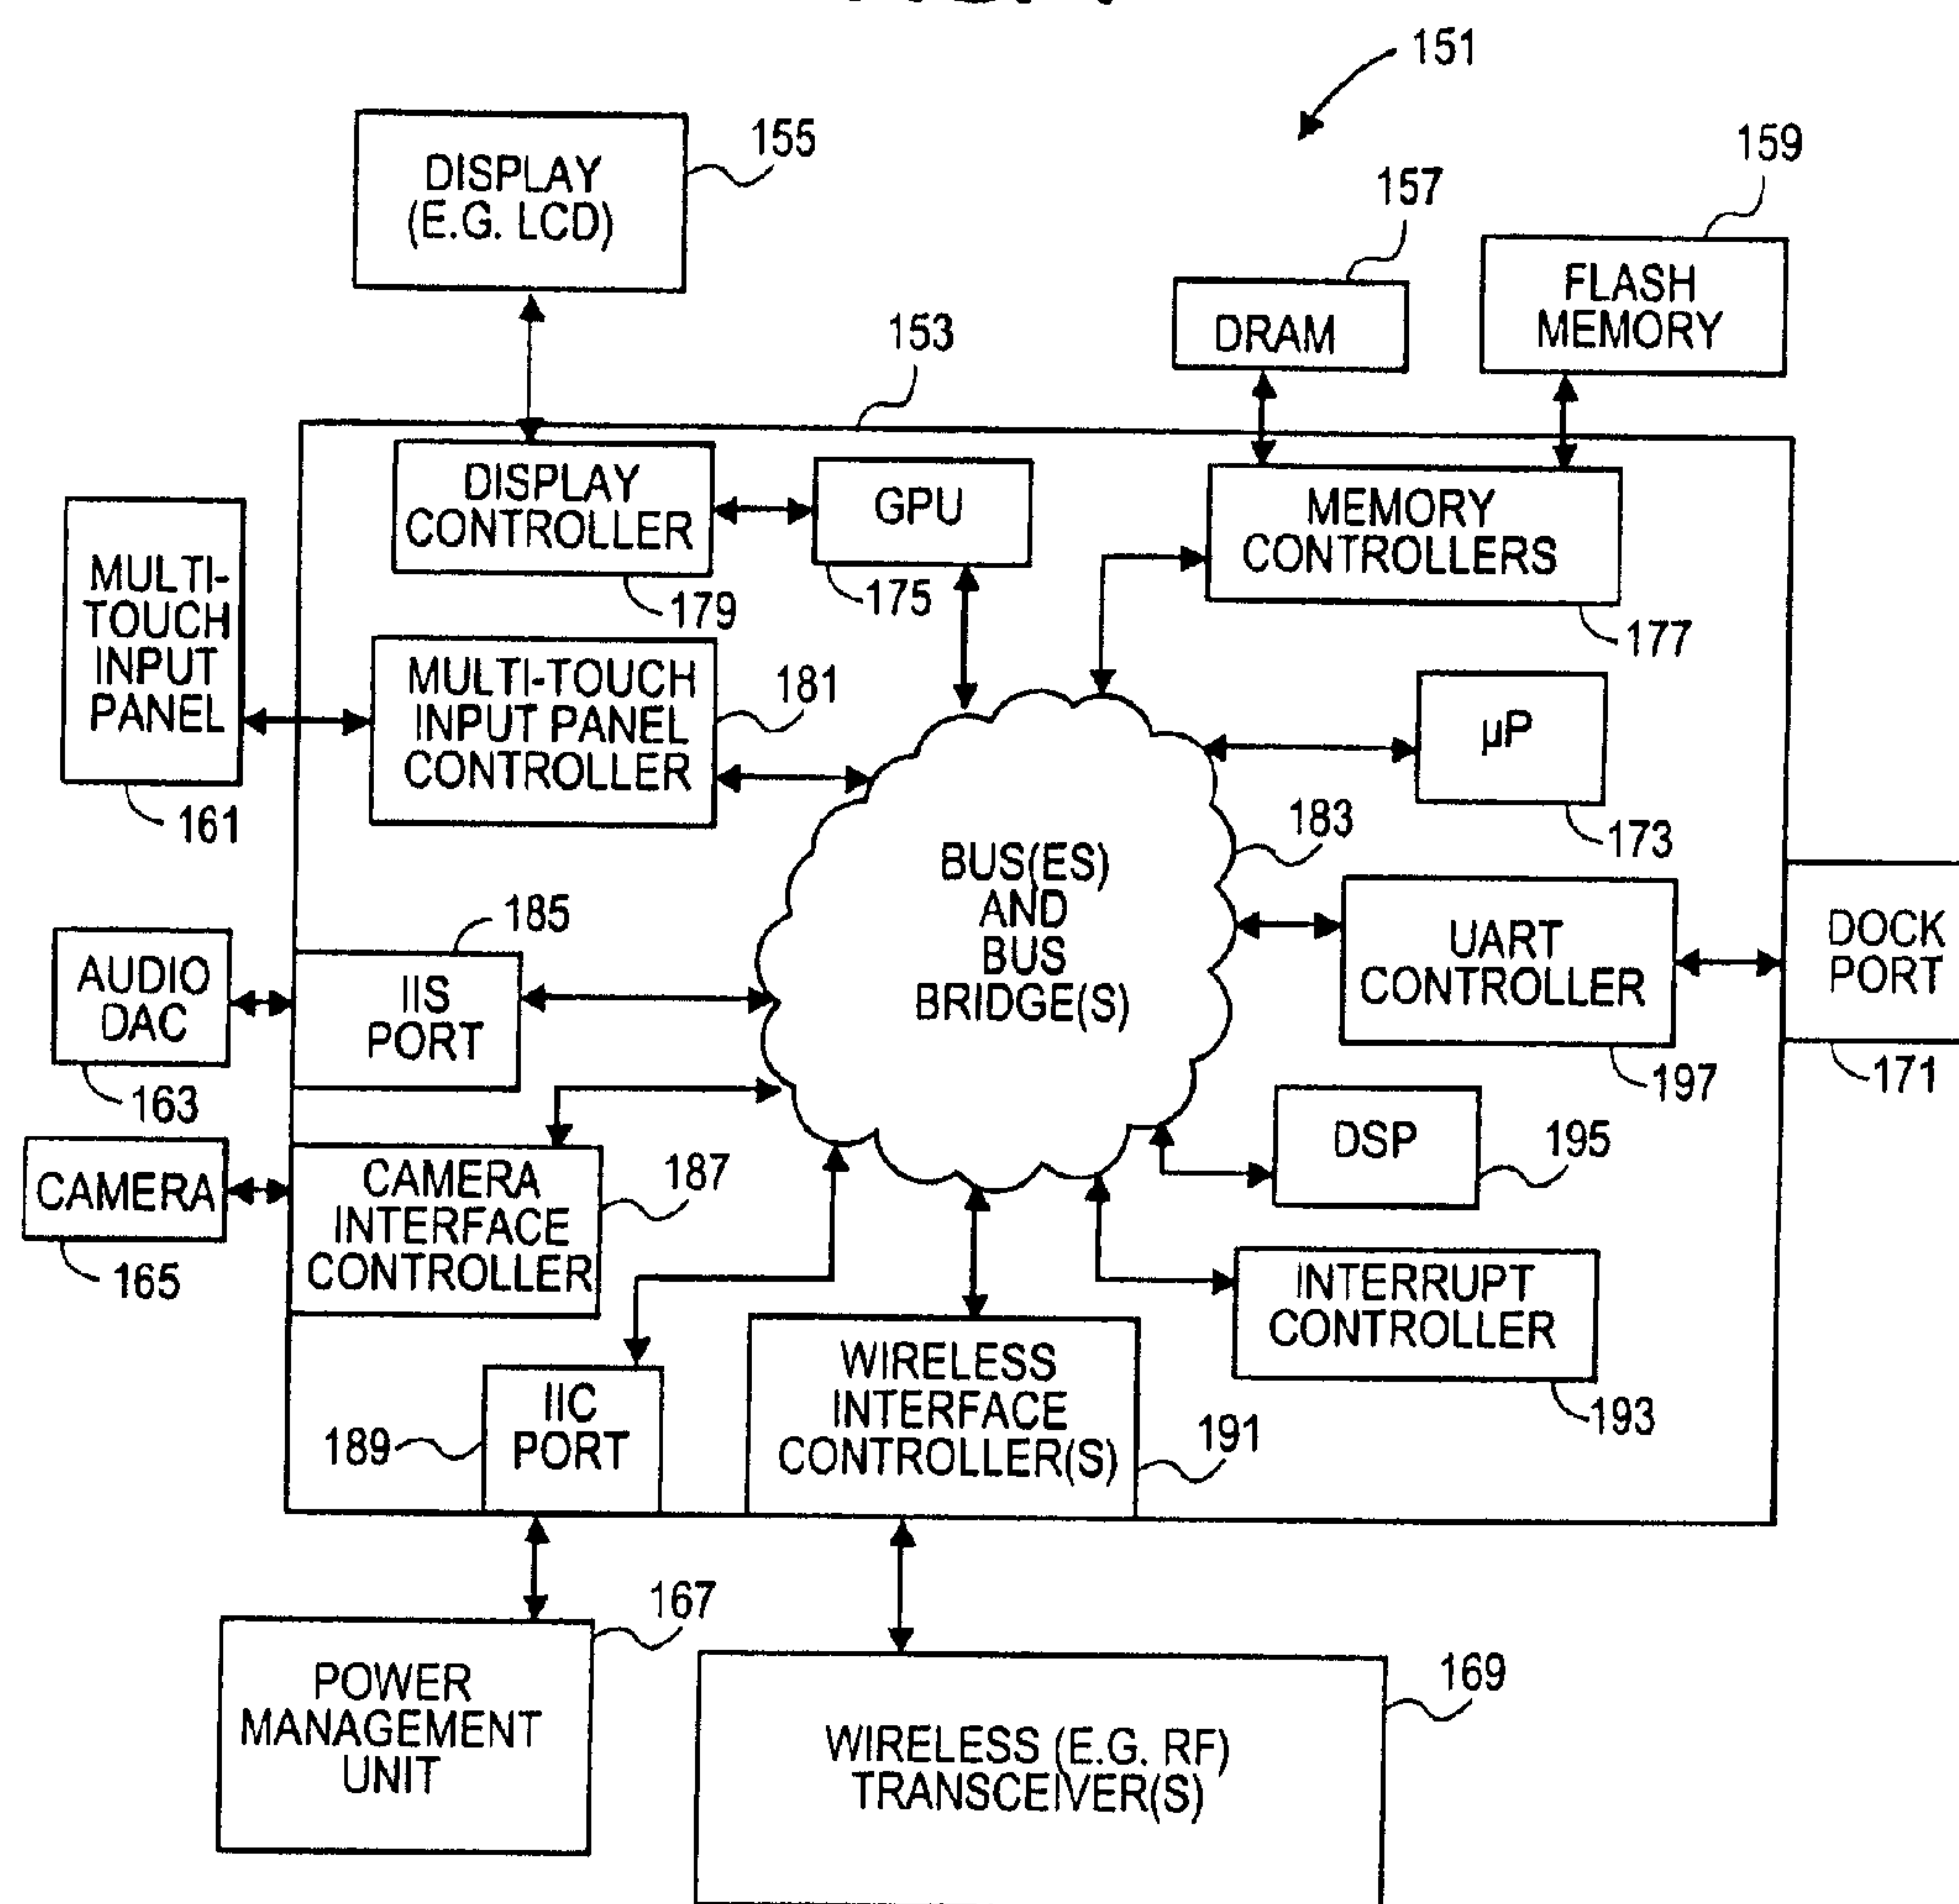 151
155
DISPLAY
(E.G. LCD)
157
159
DRAM
FLASH
MEMORY
153
DISPLAY
CONTROLLER
179
GPU
175
MEMORY
CONTROLLERS
177
MULTI-
TOUCH
INPUT
PANEL
161
MULTI-TOUCH
INPUT PANEL
CONTROLLER
181
µP
173
183
BUS(ES)
AND
BUS
BRIDGE(S)
185
IIS
PORT
AUDIO
DAC
163
UART
CONTROLLER
197
DOCK
PORT
171
CAMERA
165
CAMERA
INTERFACE
CONTROLLER
187
DSP
195
INTERRUPT
CONTROLLER
193
189
IIC
PORT
WIRELESS
INTERFACE
CONTROLLER(S)
191
167
POWER
MANAGEMENT
UNIT
169
WIRELESS (E.G. RF)
TRANSCEIVER(S)